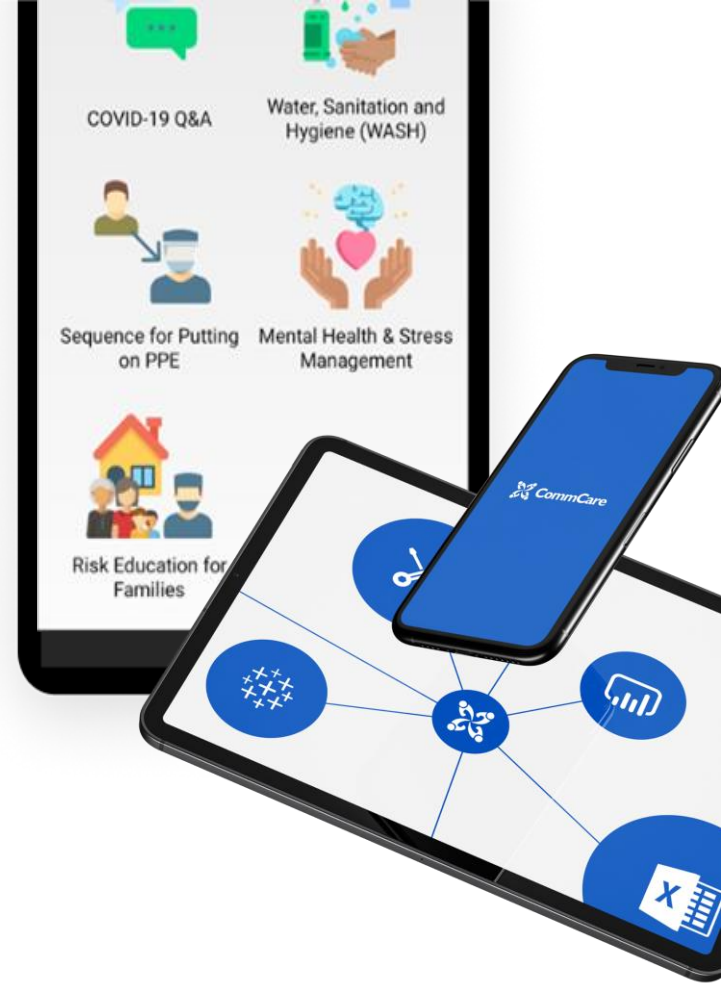 COVID-19 Q&A
Water, Sanitation and
Hygiene (WASH)
Sequence for Putting
on PPE
Mental Health & Stress
Management
Risk Education for
Families
CommCare
X